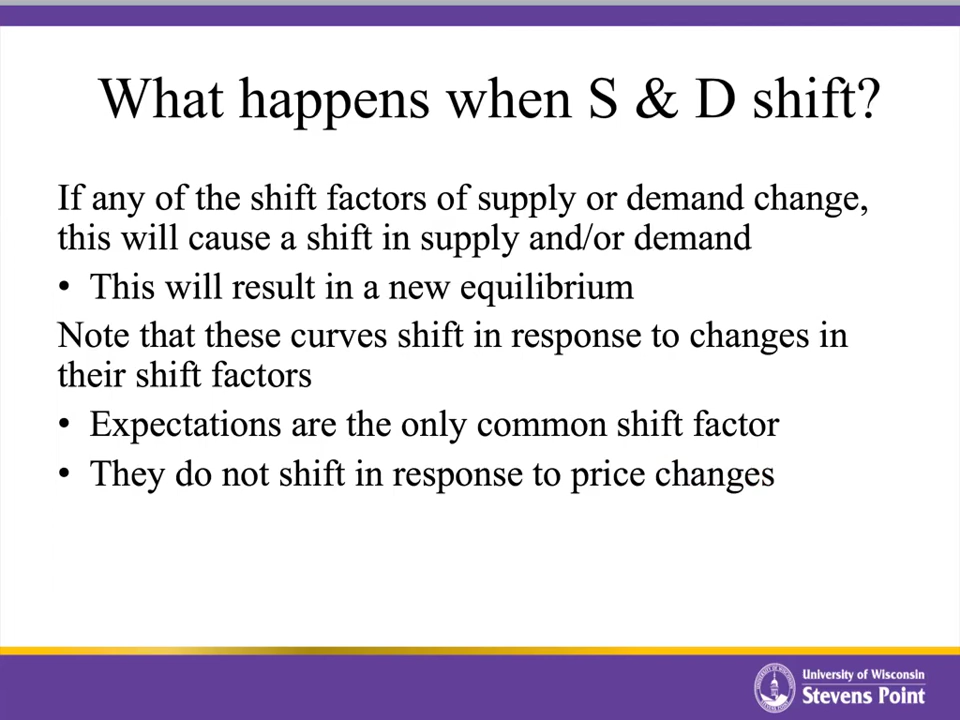 What happens when S & D shift?
If any of the shift factors of supply or demand change,
this will cause a shift in supply and/or demand
• This will result in a new equilibrium
Note that these curves shift in response to changes in
their shift factors
• Expectations are the only common shift factor
• They do not shift in response to price changes
University of Wisconsin
Stevens Point